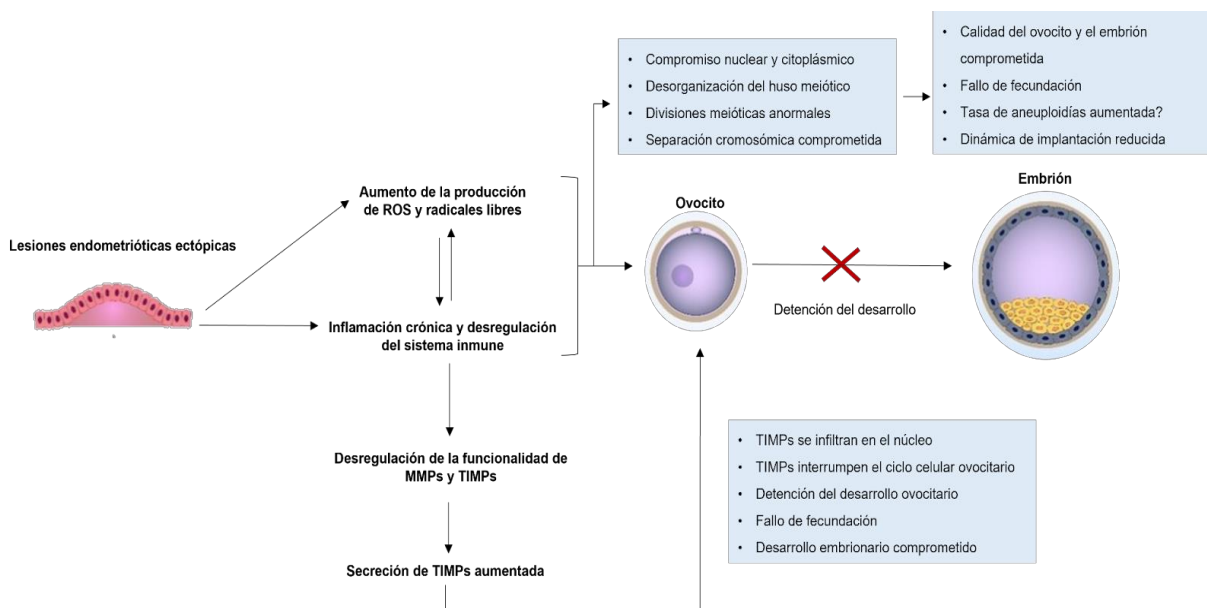 • Compromiso nuclear y citoplásmico
• Desorganización del huso meiótico
• Divisiones meióticas anormales
• Separación cromosómica comprometida
• Calidad del ovocito y el embrión
comprometida
• Fallo de fecundación
• Tasa de aneuploidías aumentada?
• Dinámica de implantación reducida
Lesiones endometrióticas ectópicas
Aumento de la producción
de ROS y radicales libres
Inflamación crónica y desregulación
del sistema inmune
Ovocito
Detención del desarrollo
Embrión
Desregulación de la funcionalidad de
MMPs y TIMPs
Secreción de TIMPs aumentada
• TIMPs se infiltran en el núcleo
• TIMPs interrumpen el ciclo celular ovocitario
• Detención del desarrollo ovocitario
• Fallo de fecundación
• Desarrollo embrionario comprometido